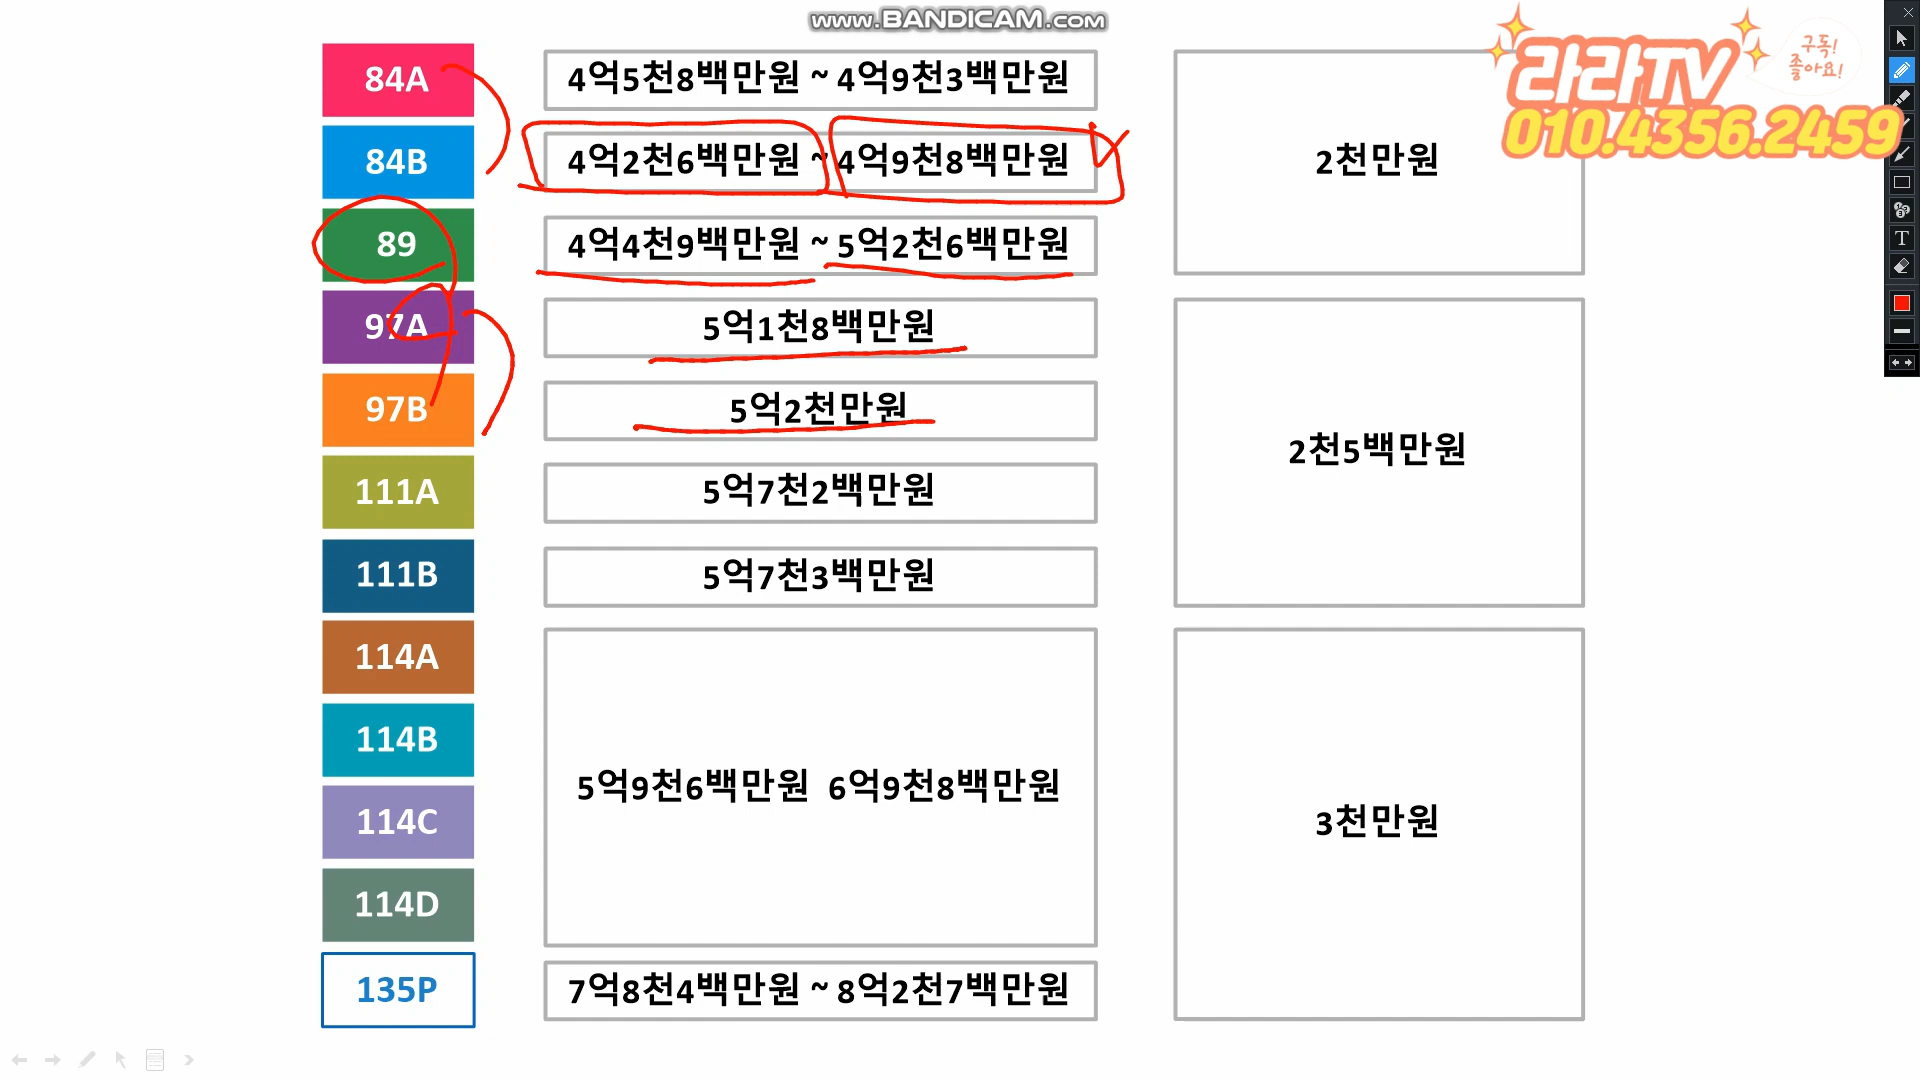 www.BANDICAM.com
라라TV
구독!
좋아요!
010.4356.2459
84A
4억5천8백만원 ~ 4억9천3백만원
84B
4억2천6백만원 ~ 4억9천8백만원
2천만원
89
4억4천9백만원 ~ 5억2천6백만원
97A
5억1천8백만원
97B
5억2천만원
2천5백만원
111A
5억7천2백만원
111B
5억7천3백만원
114A
114B
5억9천6백만원 6억9천8백만원
114C
3천만원
114D
135P
7억8천4백만원 ~ 8억2천7백만원